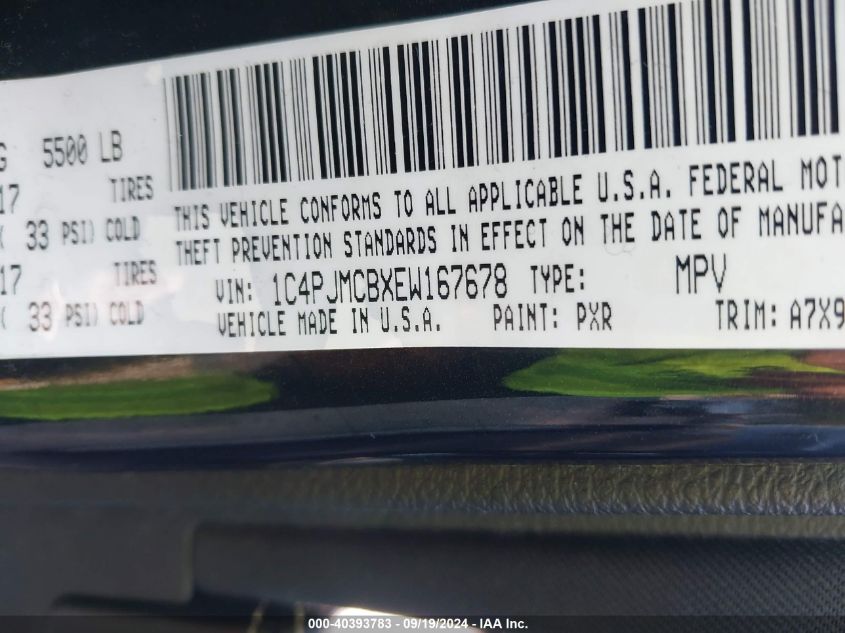 G 5500 LB
17 TIRES
33 PSI) COLD
17 TIRES
33 PSI) COLD
THIS VEHICLE CONFORMS TO ALL APPLICABLE U.S.A. FEDERAL MOT
THEFT PREVENTION STANDARDS IN EFFECT ON THE DATE OF MANUFA
VIN: 1C4PJMCBXEW167678 TYPE: MPV
VEHICLE MADE IN U.S.A. PAINT: PXR TRIM: A7X9
000-40393783 - 09/19/2024 - IAA Inc.